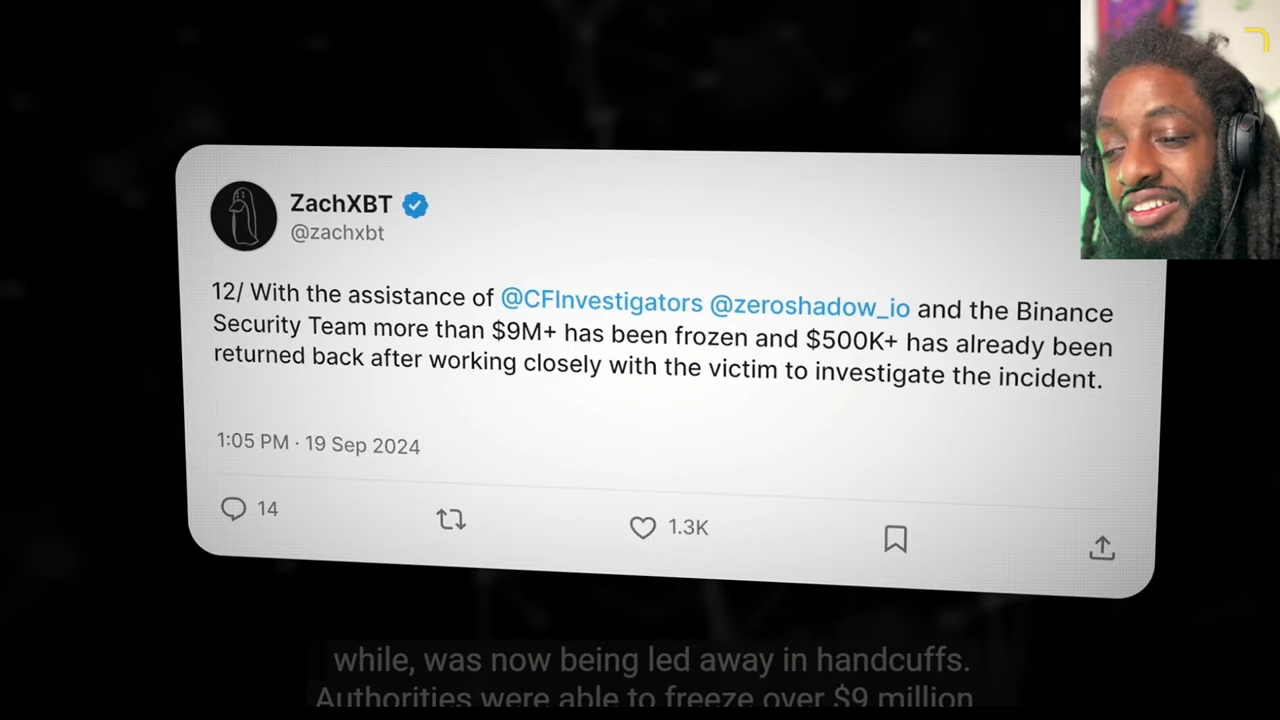 ZachXBT
@zachxbt
12/ With the assistance of @CFInvestigators @zeroshadow_io and the Binance
Security Team more than $9M+ has been frozen and $500K+ has already been
returned back after working closely with the victim to investigate the incident.
1:05 PM · 19 Sep 2024
14
1.3K
while, was now being led away in handcuffs.
Authorities were able to freeze over $9 million